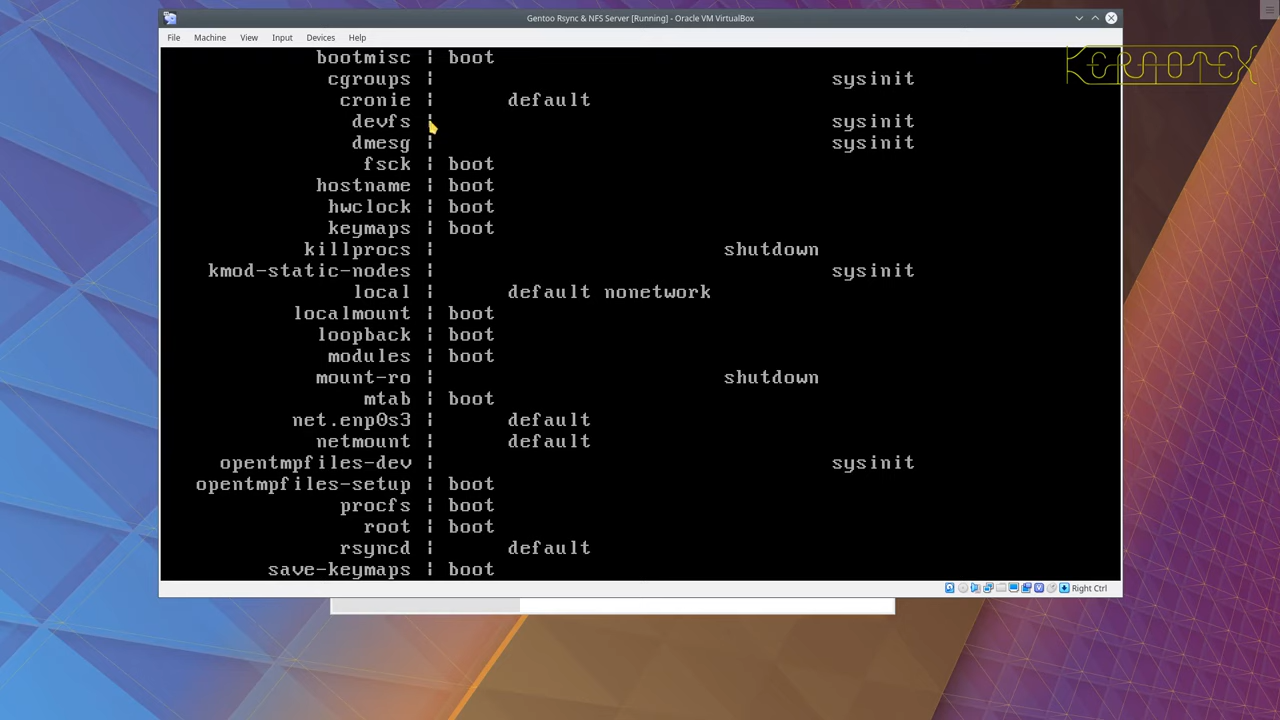 Gentoo Rsync & NFS Server [Running] - Oracle VM VirtualBox
File Machine View Input Devices Help
KERNOTEX
bootmisc ¦ boot
cgroups ¦ sysinit
cronie ¦ default
devfs ¦ sysinit
dmesg ¦ sysinit
fsck ¦ boot
hostname ¦ boot
hwclock ¦ boot
keymaps ¦ boot
killprocs ¦ shutdown
kmod-static-nodes ¦ sysinit
local ¦ default nonetwork
localmount ¦ boot
loopback ¦ boot
modules ¦ boot
mount-ro ¦ shutdown
mtab ¦ boot
net.enp0s3 ¦ default
netmount ¦ default
opentmpfiles-dev ¦ sysinit
opentmpfiles-setup ¦ boot
procfs ¦ boot
root ¦ boot
rsyncd ¦ default
save-keymaps ¦ boot
Right Ctrl